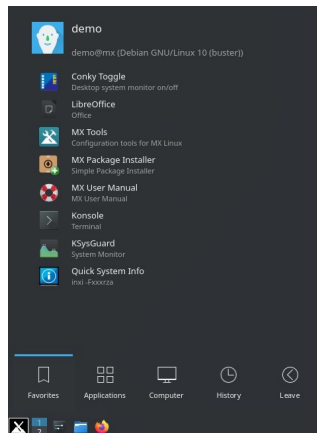 demo
demo@mx (Debian GNU/Linux 10 (buster))
Conky Toggle
Desktop system monitor on/off
LibreOffice
Office
MX Tools
Configuration tools for MX Linux
MX Package Installer
Simple Package Installer
MX User Manual
MX User Manual
Konsole
Terminal
KSysGuard
System Monitor
Quick System Info
inxi -Fxxxrza
Favorites Applications Computer History Leave
1
2